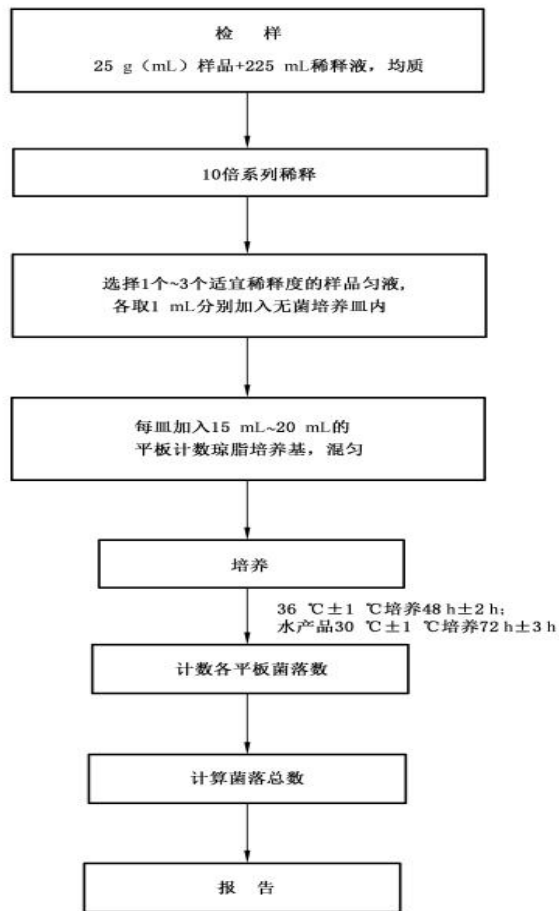 检 样
25 g（mL）样品+225 mL稀释液，均质
10倍系列稀释
选择1个~3个适宜稀释度的样品匀液，
各取1 mL分别加入无菌培养皿内
每皿加入15 mL~20 mL的
平板计数琼脂培养基，混匀
培养
36 ℃±1 ℃培养48 h±2 h；
水产品30 ℃±1 ℃培养72 h±3 h
计数各平板菌落数
计算菌落总数
报 告